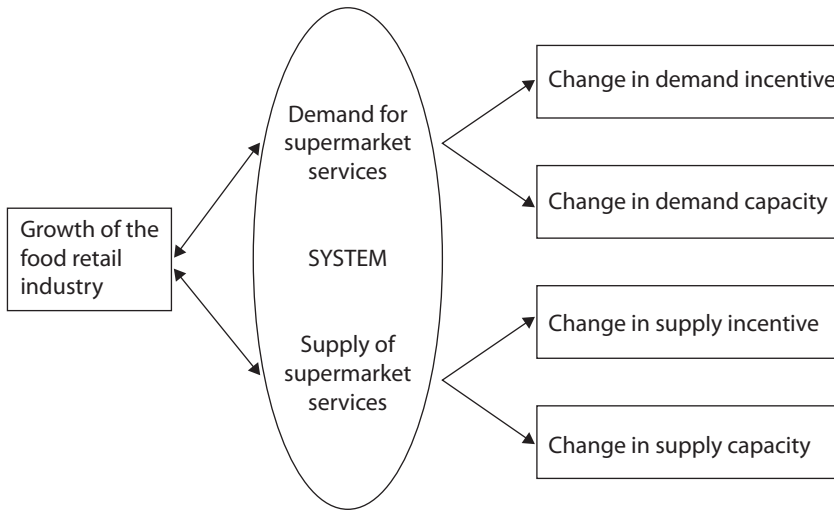 Growth of the
food retail
industry
Demand for
supermarket
services
SYSTEM
Supply of
supermarket
services
Change in demand incentive
Change in demand capacity
Change in supply incentive
Change in supply capacity